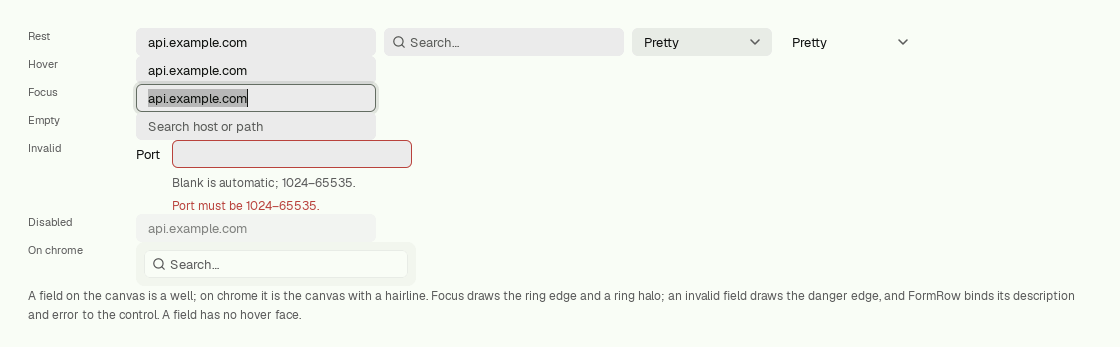 Rest
api.example.com
Search...
Pretty
Pretty
Hover
api.example.com
Focus
api.example.com
Empty
Search host or path
Invalid
Port
Blank is automatic; 1024–65535.
Port must be 1024–65535.
Disabled
api.example.com
On chrome
Search...
A field on the canvas is a well; on chrome it is the canvas with a hairline. Focus draws the ring edge and a ring halo; an invalid field draws the danger edge, and FormRow binds its description
and error to the control. A field has no hover face.